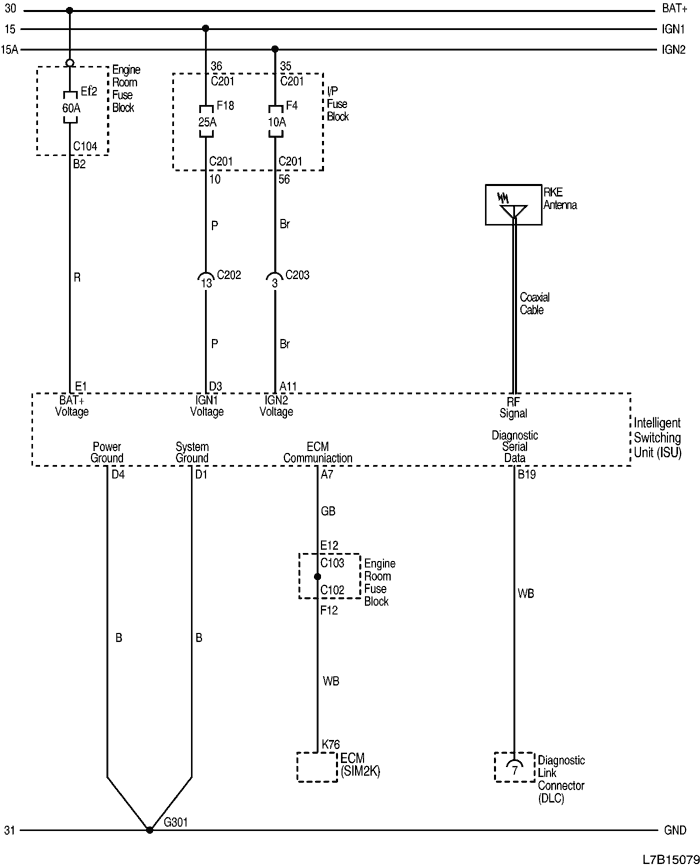 30 BAT+
15 IGN1
15A IGN2
Engine
Room
Fuse
Block
Ef2
60A
C104
B2
36
C201
35
C201
I/P
Fuse
Block
F18
25A
F4
10A
C201
10
C201
56
RKE
Antenna
P
Br
R
C202
13
C203
3
Coaxial
Cable
P
Br
E1
D3
A11
BAT+
Voltage
IGN1
Voltage
IGN2
Voltage
RF
Signal
Intelligent
Switching
Unit (ISU)
Power
Ground
System
Ground
ECM
Communiaction
Diagnostic
Serial
Data
D4
D1
A7
B19
GB
E12
C103
C102
F12
Engine
Room
Fuse
Block
WB
B
B
WB
K76
ECM
(SIM2K)
7
Diagnostic
Link
Connector
(DLC)
G301
31 GND
L7B15079